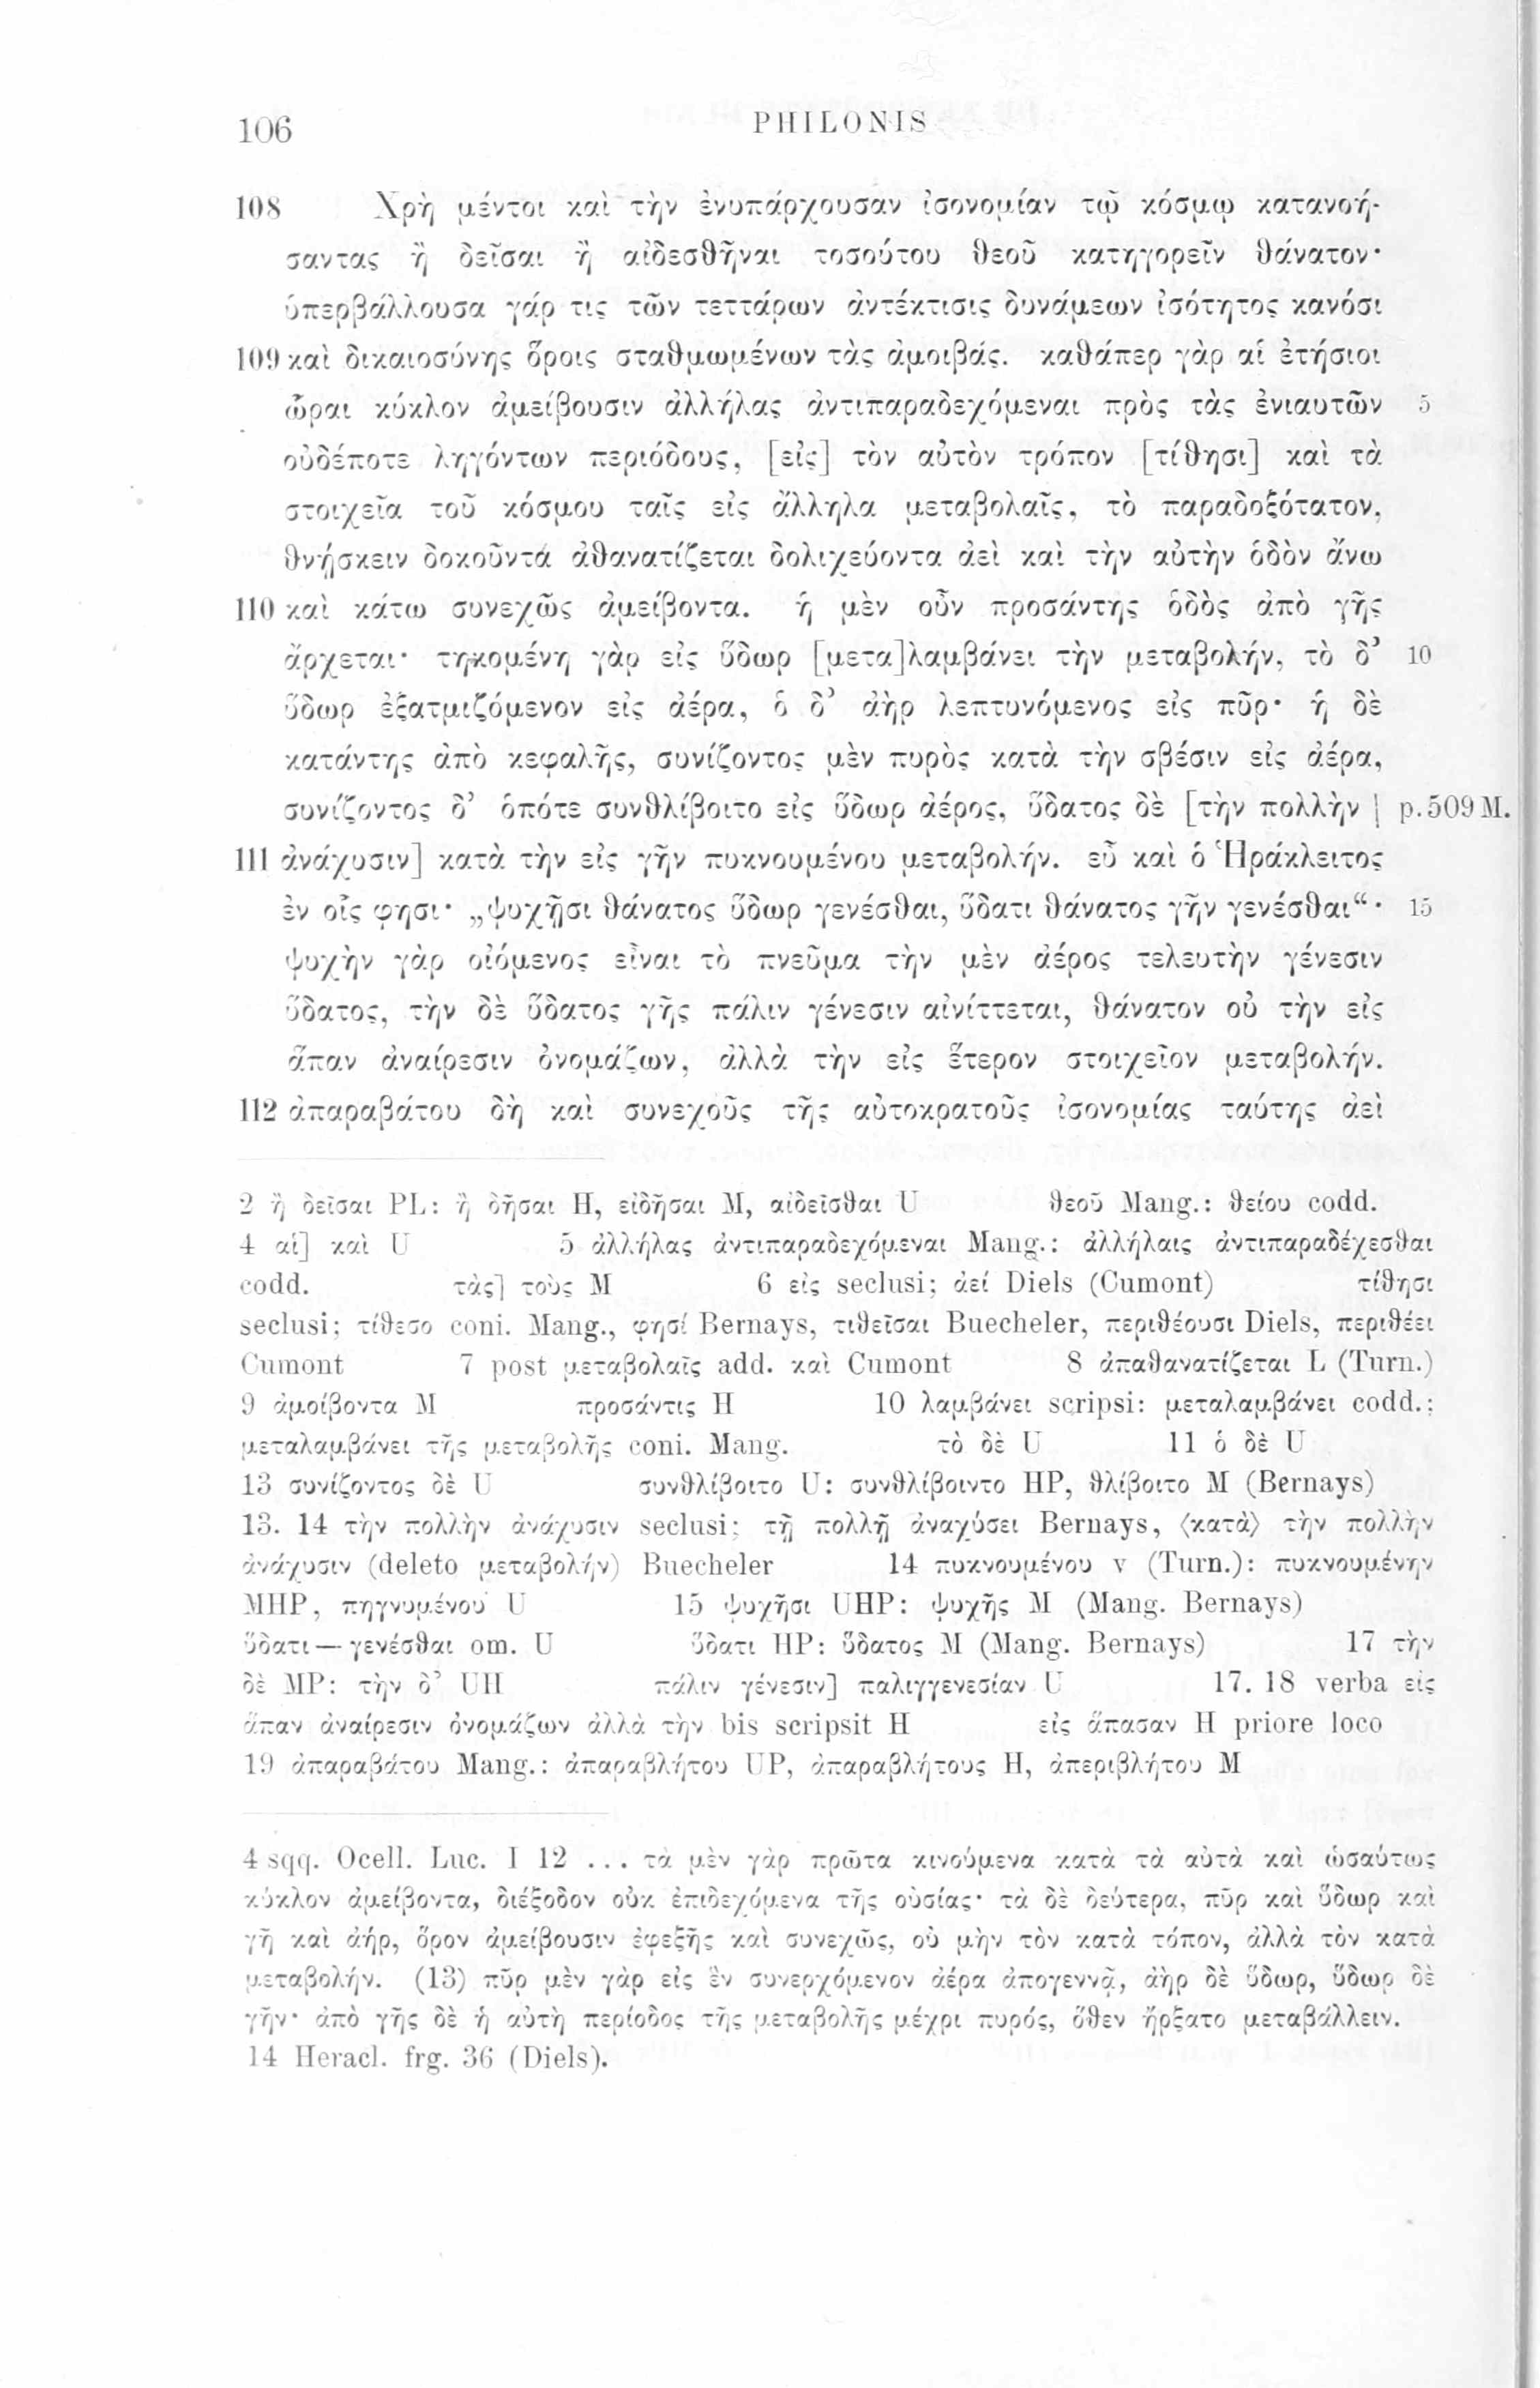 106 PHILONIS
108 Χρὴ μέντοι καὶ τὴν ἐνυπάρχουσαν ἰσονομίαν τῷ κόσμῳ κατανοή-
σαντας ἢ δεῖσαι ἢ αἰδεσθῆναι τοσούτου θεοῦ κατηγορεῖν θάνατον·
ὑπερβάλλουσα γάρ τις τῶν τεττάρων ἀντέκτισις δυνάμεων ἰσότητος κανόσι
109 καὶ δικαιοσύνης ὅροις σταθμωμένων τὰς ἀμοιβάς. καθάπερ γὰρ αἱ ἐτήσιοι
ὧραι κύκλον ἀμείβουσιν ἀλλήλας ἀντιπαραδεχόμεναι πρὸς τὰς ἐνιαυτῶν 5
οὐδέποτε ληγόντων περιόδους, [εἰς] τὸν αὐτὸν τρόπον [τίθησι] καὶ τὰ
στοιχεῖα τοῦ κόσμου ταῖς εἰς ἄλληλα μεταβολαῖς, τὸ παραδοξότατον,
θνῄσκειν δοκοῦντα ἀθανατίζεται δολιχεύοντα ἀεὶ καὶ τὴν αὐτὴν ὁδὸν ἄνω
110 καὶ κάτω συνεχῶς ἀμείβοντα. ἡ μὲν οὖν προσάντης ὁδὸς ἀπὸ γῆς
ἄρχεται· τηκομένη γὰρ εἰς ὕδωρ [μετα]λαμβάνει τὴν μεταβολήν, τὸ δ’ 10
ὕδωρ ἐξατμιζόμενον εἰς ἀέρα, ὁ δ’ ἀὴρ λεπτυνόμενος εἰς πῦρ· ἡ δὲ
κατάντης ἀπὸ κεφαλῆς, συνίζοντος μὲν πυρὸς κατὰ τὴν σβέσιν εἰς ἀέρα,
συνίζοντος δ’ ὁπότε συνθλίβοιτο εἰς ὕδωρ ἀέρος, ὕδατος δὲ [τὴν πολλὴν | p. 509 M.
111 ἀνάχυσιν] κατὰ τὴν εἰς γῆν πυκνουμένου μεταβολήν. εὖ καὶ ὁ Ἡράκλειτος
ἐν οἷς φησι· „ψυχῇσι θάνατος ὕδωρ γενέσθαι, ὕδατι θάνατος γῆν γενέσθαι“· 15
ψυχὴν γὰρ οἰόμενος εἶναι τὸ πνεῦμα τὴν μὲν ἀέρος τελευτὴν γένεσιν
ὕδατος, τὴν δὲ ὕδατος γῆς πάλιν γένεσιν αἰνίττεται, θάνατον οὐ τὴν εἰς
ἅπαν ἀναίρεσιν ὀνομάζων, ἀλλὰ τὴν εἰς ἕτερον στοιχεῖον μεταβολήν.
112 ἀπαραβάτου δὴ καὶ συνεχοῦς τῆς αὐτοκρατοῦς ἰσονομίας ταύτης ἀεὶ
2 ἢ δεῖσαι PL: ἢ δῆσαι H, εἰδῆσαι M, αἰδεῖσθαι U θεοῦ Mang.: θείου codd.
4 αἱ] καὶ U 5 ἀλλήλας ἀντιπαραδεχόμεναι Mang.: ἀλλήλαις ἀντιπαραδέχεσθαι
codd. τὰς] τοὺς M 6 εἰς seclusi; ἀεί Diels (Cumont) τίθησι
seclusi; τίθεσο coni. Mang., φησί Bernays, τιθεῖσαι Buecheler, περιθέουσι Diels, περιθέει
Cumont 7 post μεταβολαῖς add. καὶ Cumont 8 ἀπαθανατίζεται L (Turn.)
9 ἀμοίβοντα M προσάντις H 10 λαμβάνει scripsi: μεταλαμβάνει codd.;
μεταλαμβάνει τῆς μεταβολῆς coni. Mang. τὸ δὲ U 11 ὁ δὲ U
13 συνίζοντος δὲ U συνθλίβοιτο U: συνθλίβοιντο HP, θλίβοιτο M (Bernays)
13. 14 τὴν πολλὴν ἀνάχυσιν seclusi; τῇ πολλῇ ἀναχύσει Bernays, ⟨κατὰ⟩ τὴν πολλὴν
ἀνάχυσιν (deleto μεταβολήν) Buecheler 14 πυκνουμένου v (Turn.): πυκνουμένην
MHP, πηγνυμένου U 15 ψυχῇσι UHP: ψυχῆς M (Mang. Bernays)
ὕδατι — γενέσθαι om. U ὕδατι HP: ὕδατος M (Mang. Bernays) 17 τὴν
δὲ MP: τὴν δ’ UH πάλιν γένεσιν] παλιγγενεσίαν U 17. 18 verba εἰς
ἅπαν ἀναίρεσιν ὀνομάζων ἀλλὰ τὴν bis scripsit H εἰς ἅπασαν H priore loco
19 ἀπαραβάτου Mang.: ἀπαραβλήτου UP, ἀπαραβλήτους H, ἀπεριβλήτου M
4 sqq. Ocell. Luc. I 12 ... τὰ μὲν γὰρ πρῶτα κινούμενα κατὰ τὰ αὐτὰ καὶ ὡσαύτως
κύκλον ἀμείβοντα, διέξοδον οὐκ ἐπιδεχόμενα τῆς οὐσίας· τὰ δὲ δεύτερα, πῦρ καὶ ὕδωρ καὶ
γῆ καὶ ἀήρ, ὅρον ἀμείβουσιν ἐφεξῆς καὶ συνεχῶς, οὐ μὴν τὸν κατὰ τόπον, ἀλλὰ τὸν κατὰ
μεταβολήν. (13) πῦρ μὲν γὰρ εἰς ἓν συνερχόμενον ἀέρα ἀπογεννᾷ, ἀὴρ δὲ ὕδωρ, ὕδωρ δὲ
γῆν· ἀπὸ γῆς δὲ ἡ αὐτὴ περίοδος τῆς μεταβολῆς μέχρι πυρός, ὅθεν ἤρξατο μεταβάλλειν.
14 Heracl. frg. 36 (Diels).